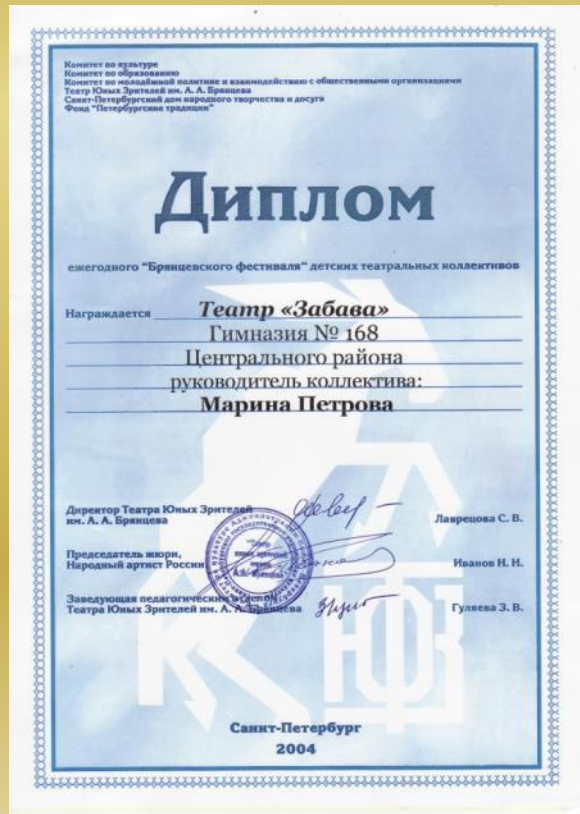 Комитет по культуре
Комитет по образованию
Комитет по молодёжной политике и взаимодействию с общественными организациями
Театр Юных Зрителей им. А. А. Брянцева
Санкт-Петербургский дом народного творчества и досуга
Фонд "Петербургские традиции"
Диплом
ежегодного "Брянцевского фестиваля" детских театральных коллективов
Награждается Театр «Забава»
Гимназия № 168
Центрального района
руководитель коллектива:
Марина Петрова
Директор Театра Юных Зрителей
им. А. А. Брянцева
Лаврецова С. В.
Председатель жюри,
Народный артист России
Иванов Н. Н.
Заведующая педагогической частью
Театра Юных Зрителей им. А. А. Брянцева
Гуляева З. В.
Санкт-Петербург
2004